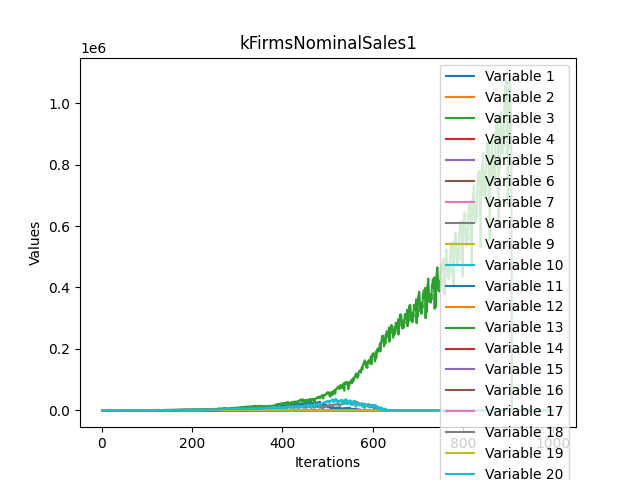 kFirmsNominalSales1
1e6
Values
1.0
0.8
0.6
0.4
0.2
0.0
0
200
400
600
800
1000
Iterations
Variable 1
Variable 2
Variable 3
Variable 4
Variable 5
Variable 6
Variable 7
Variable 8
Variable 9
Variable 10
Variable 11
Variable 12
Variable 13
Variable 14
Variable 15
Variable 16
Variable 17
Variable 18
Variable 19
Variable 20